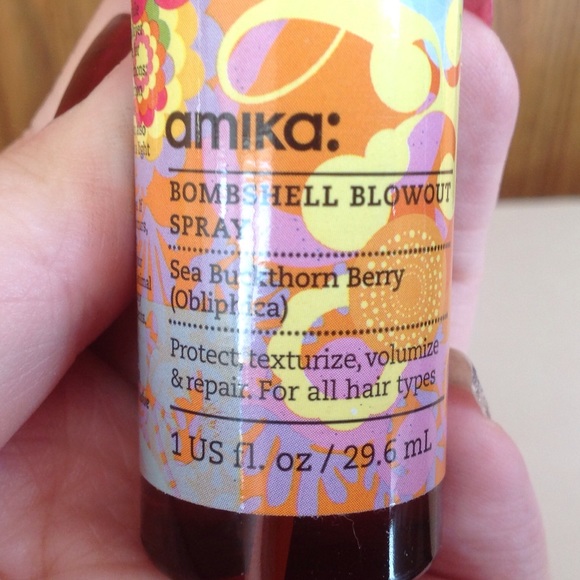 amika:
BOMBSHELL BLOWOUT
SPRAY
Sea Buckthorn Berry
(Obliphica)
Protect, texturize, volumize
& repair. For all hair types
1 US fl. oz / 29.6 mL